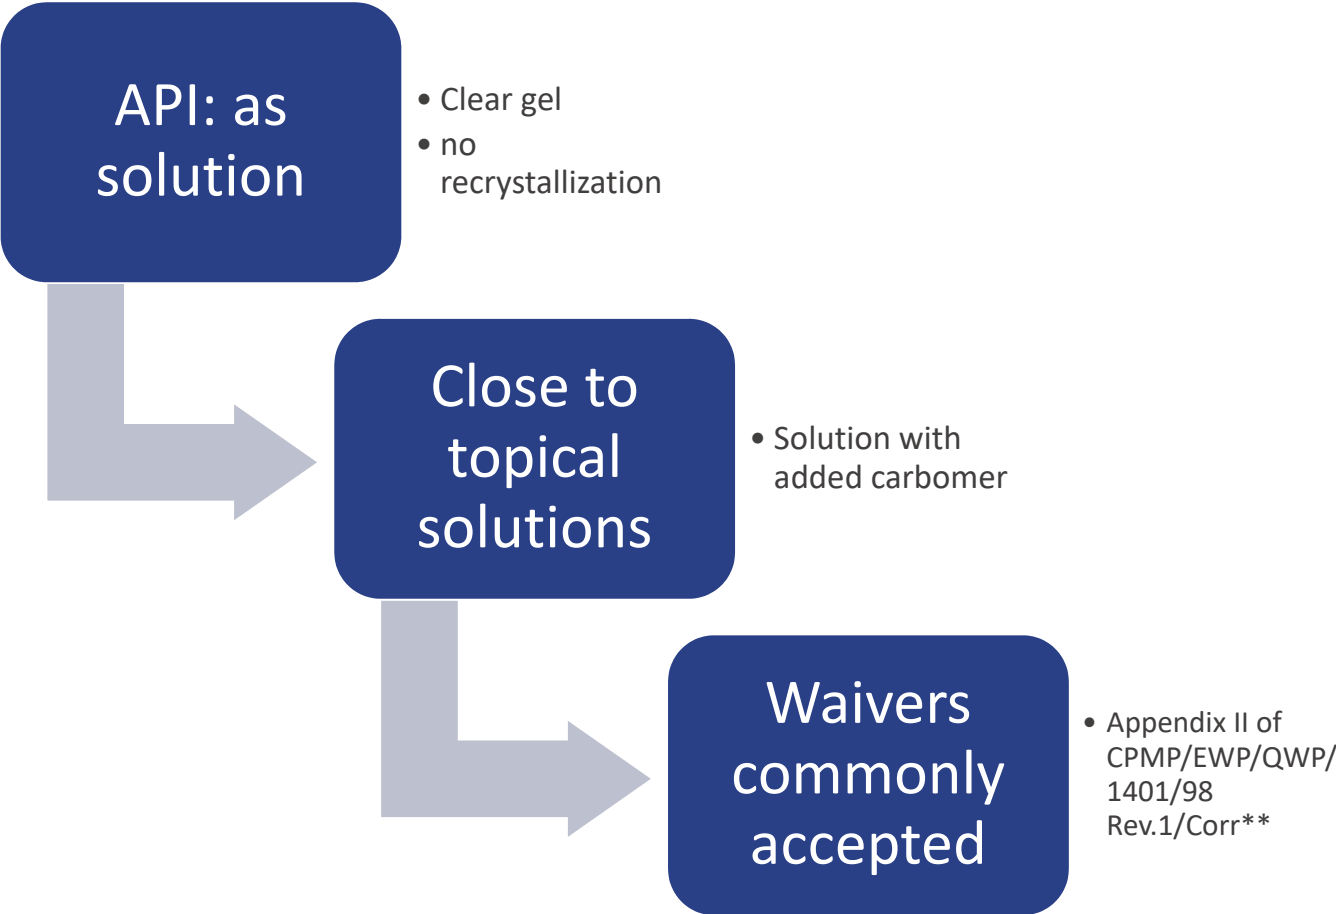 API: as
solution
• Clear gel
• no
recrystallization
Close to
topical
solutions
• Solution with
added carbomer
Waivers
commonly
accepted
• Appendix II of
CPMP/EWP/QWP/
1401/98
Rev.1/Corr**